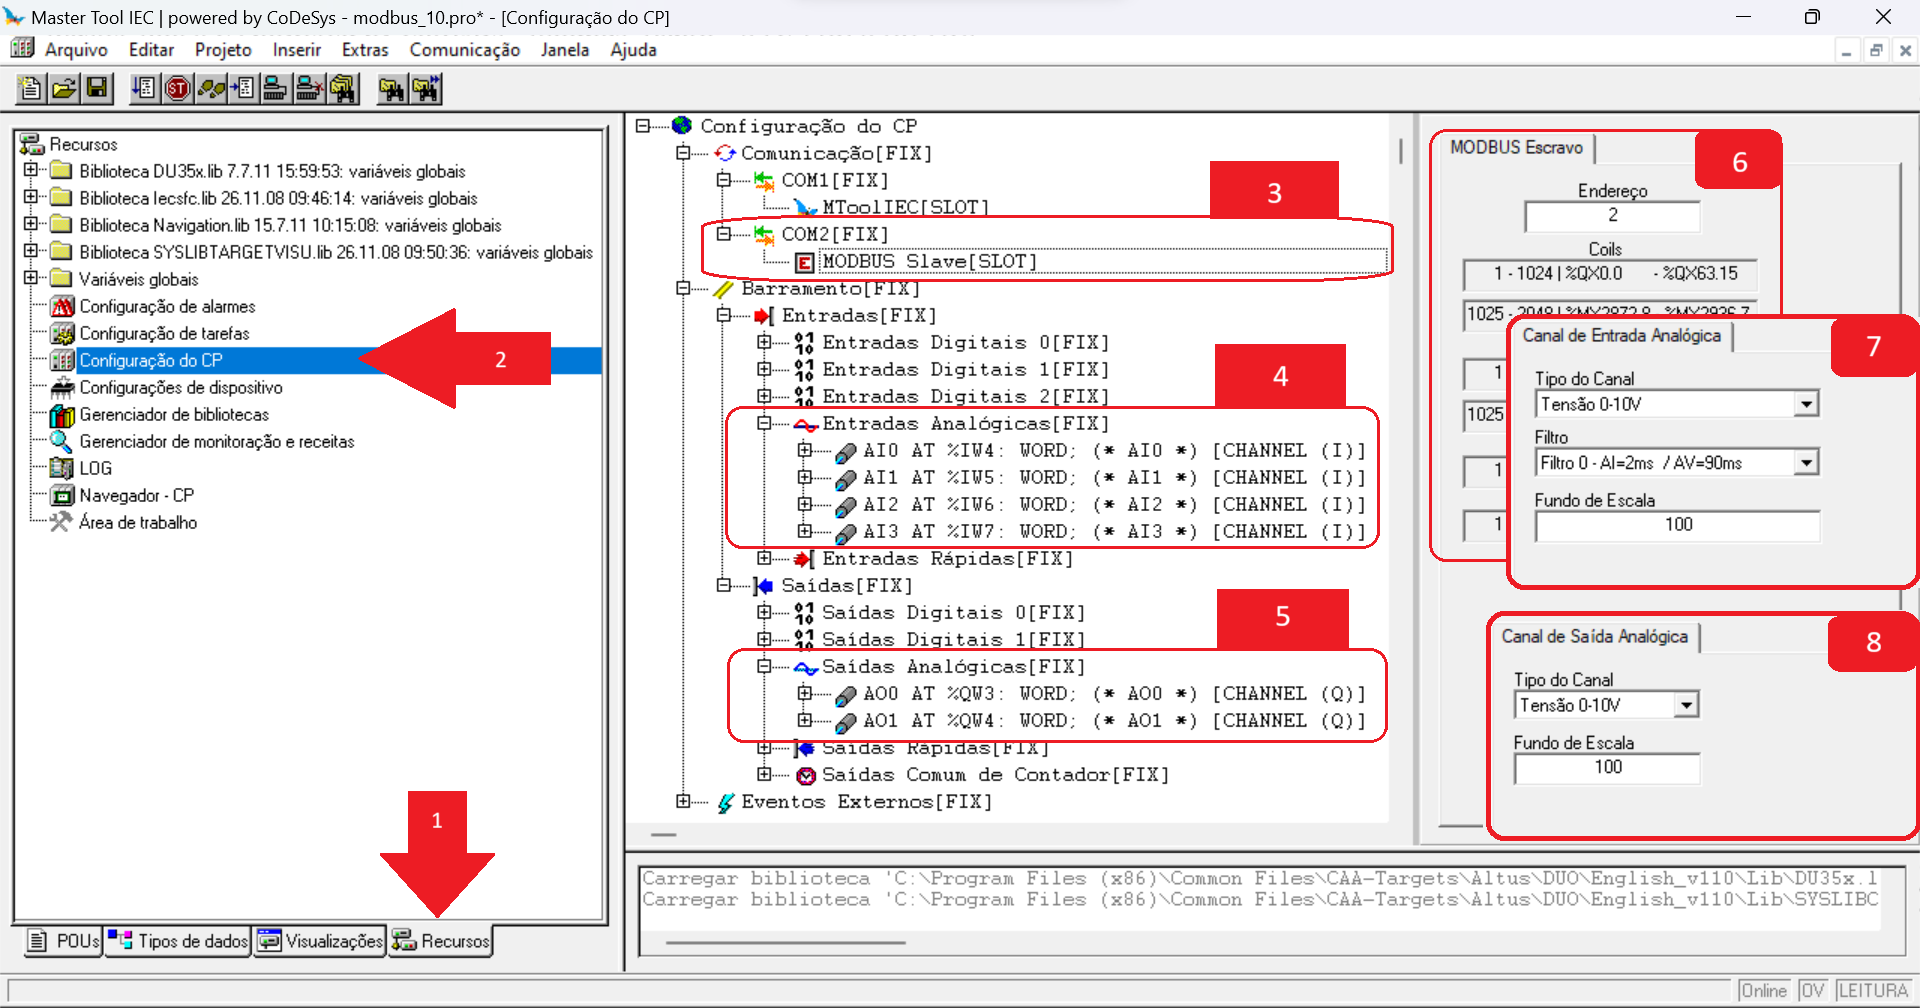 Master Tool IEC | powered by CoDeSys - modbus_10.pro* - [Configuração do CP]
Arquivo Editar Projeto Inserir Extras Comunicação Janela Ajuda
Recursos
Biblioteca DU35x.lib 7.7.11 15:59:53: variáveis globais
Biblioteca Iecsfc.lib 26.11.08 09:46:14: variáveis globais
Biblioteca Navigation.lib 15.7.11 10:15:08: variáveis globais
Biblioteca SYSLIBTARGETVISU.lib 26.11.08 09:50:36: variáveis globais
Variáveis globais
Configuração de alarmes
Configuração de tarefas
Configuração do CP
Configurações de dispositivo
Gerenciador de bibliotecas
Gerenciador de monitoração e receitas
LOG
Navegador - CP
Área de trabalho
2
1
POUs Tipos de dados Visualizações Recursos
Configuração do CP
Comunicação[FIX]
COM1[FIX]
MToolIEC[SLOT]
3
COM2[FIX]
MODBUS Slave[SLOT]
Barramento[FIX]
Entradas[FIX]
Entradas Digitais 0[FIX]
Entradas Digitais 1[FIX]
Entradas Digitais 2[FIX]
4
Entradas Analógicas[FIX]
AI0 AT %IW4: WORD; (* AI0 *) [CHANNEL (I)]
AI1 AT %IW5: WORD; (* AI1 *) [CHANNEL (I)]
AI2 AT %IW6: WORD; (* AI2 *) [CHANNEL (I)]
AI3 AT %IW7: WORD; (* AI3 *) [CHANNEL (I)]
Entradas Rápidas[FIX]
Saídas[FIX]
Saídas Digitais 0[FIX]
Saídas Digitais 1[FIX]
5
Saídas Analógicas[FIX]
AO0 AT %QW3: WORD; (* AO0 *) [CHANNEL (Q)]
AO1 AT %QW4: WORD; (* AO1 *) [CHANNEL (Q)]
Saídas Rápidas[FIX]
Saídas Comum de Contador[FIX]
Eventos Externos[FIX]
MODBUS Escravo
6
Endereço
2
Coils
1 - 1024 | %QX0.0 - %QX63.15
1025 - 2048 | %MX2872.8 - %MX2936.7
1
1025
1
1
Canal de Entrada Analógica
7
Tipo do Canal
Tensão 0-10V
Filtro
Filtro 0 - AI=2ms / AV=90ms
Fundo de Escala
100
Canal de Saída Analógica
8
Tipo do Canal
Tensão 0-10V
Fundo de Escala
100
Carregar biblioteca 'C:\Program Files (x86)\Common Files\CAA-Targets\Altus\DUO\English_v110\Lib\DU35x.l
Carregar biblioteca 'C:\Program Files (x86)\Common Files\CAA-Targets\Altus\DUO\English_v110\Lib\SYSLIBC
Online OV LEITURA